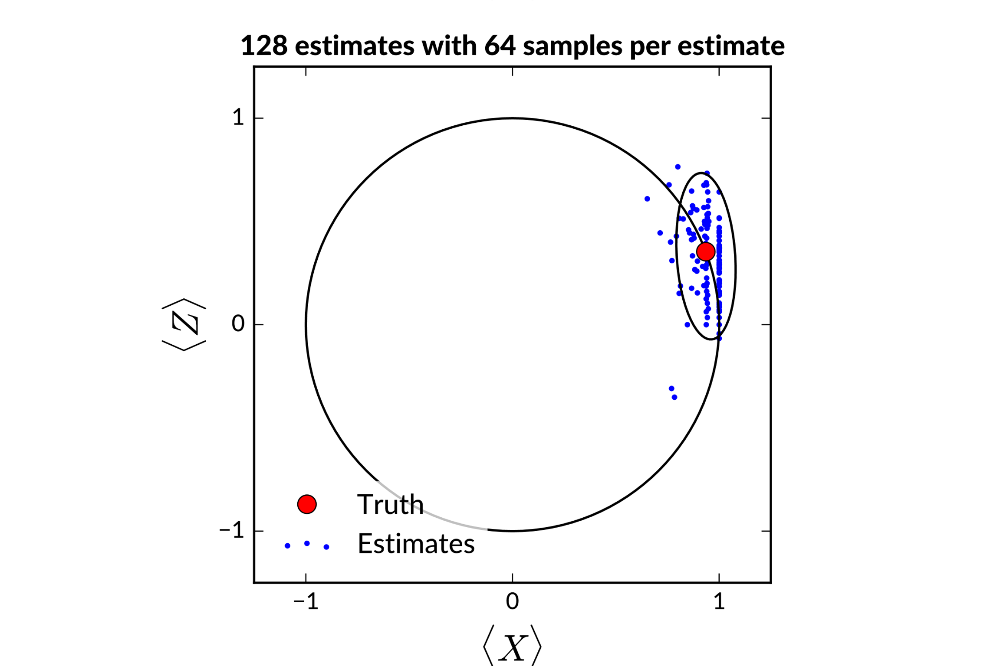 128 estimates with 64 samples per estimate
1
⟨Z⟩
0
−1
Truth
Estimates
−1 0 1
⟨X⟩